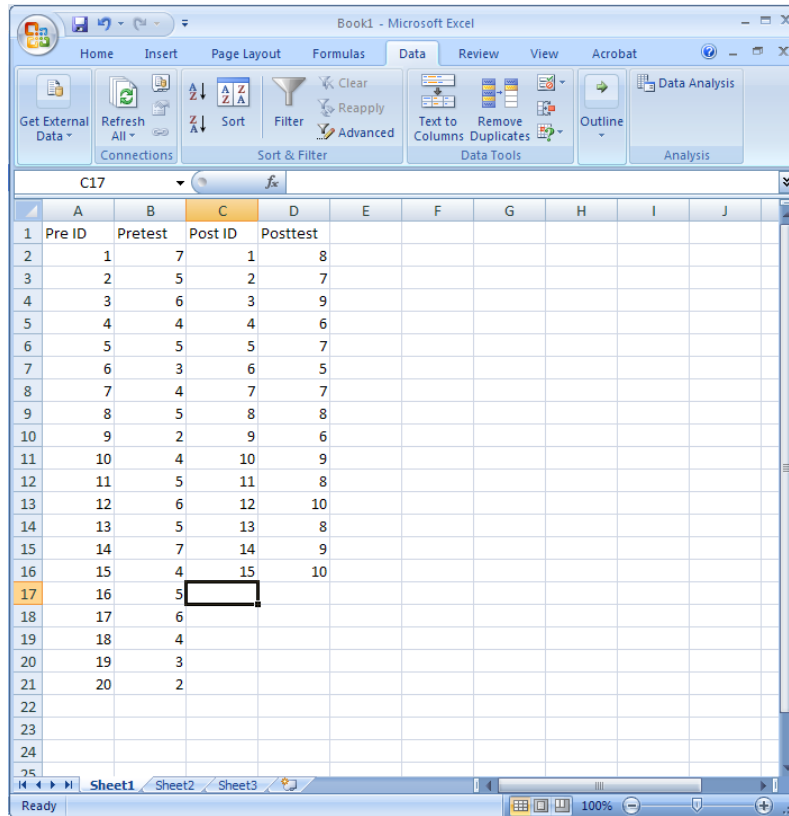 Book1 - Microsoft Excel
Home Insert Page Layout Formulas Data Review View Acrobat
Get External Data
Refresh All
Connections
Sort
Filter
Clear
Reapply
Advanced
Sort & Filter
Text to Columns
Remove Duplicates
Data Tools
Outline
Data Analysis
Analysis
C17 fx
A B C D E F G H I J
1 Pre ID Pretest Post ID Posttest
2 1 7 1 8
3 2 5 2 7
4 3 6 3 9
5 4 4 4 6
6 5 5 5 7
7 6 3 6 5
8 7 4 7 7
9 8 5 8 8
10 9 2 9 6
11 10 4 10 9
12 11 5 11 8
13 12 6 12 10
14 13 5 13 8
15 14 7 14 9
16 15 4 15 10
17 16 5
18 17 6
19 18 4
20 19 3
21 20 2
22
23
24
25
Sheet1 Sheet2 Sheet3
Ready 100%